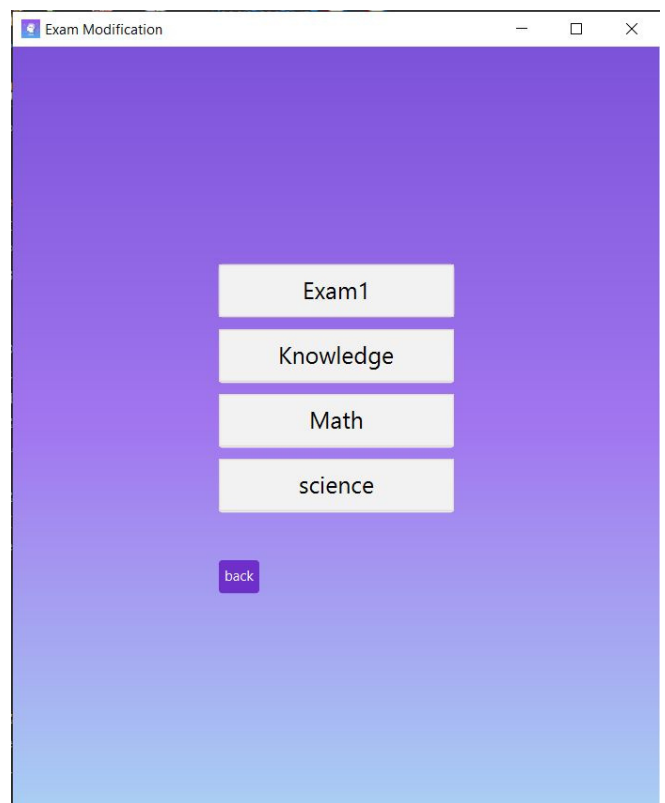 Exam Modification
Exam1
Knowledge
Math
science
back